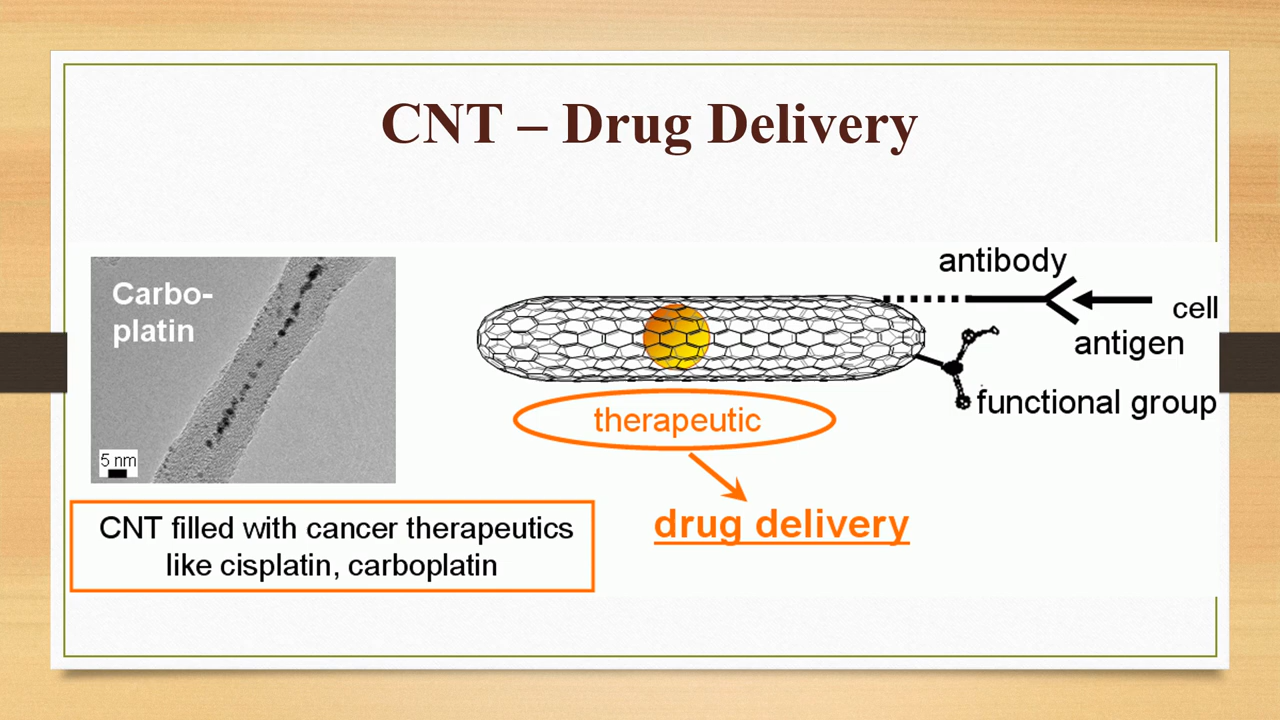 CNT – Drug Delivery
Carbo-
platin
5 nm
CNT filled with cancer therapeutics
like cisplatin, carboplatin
antibody
cell
antigen
functional group
therapeutic
drug delivery